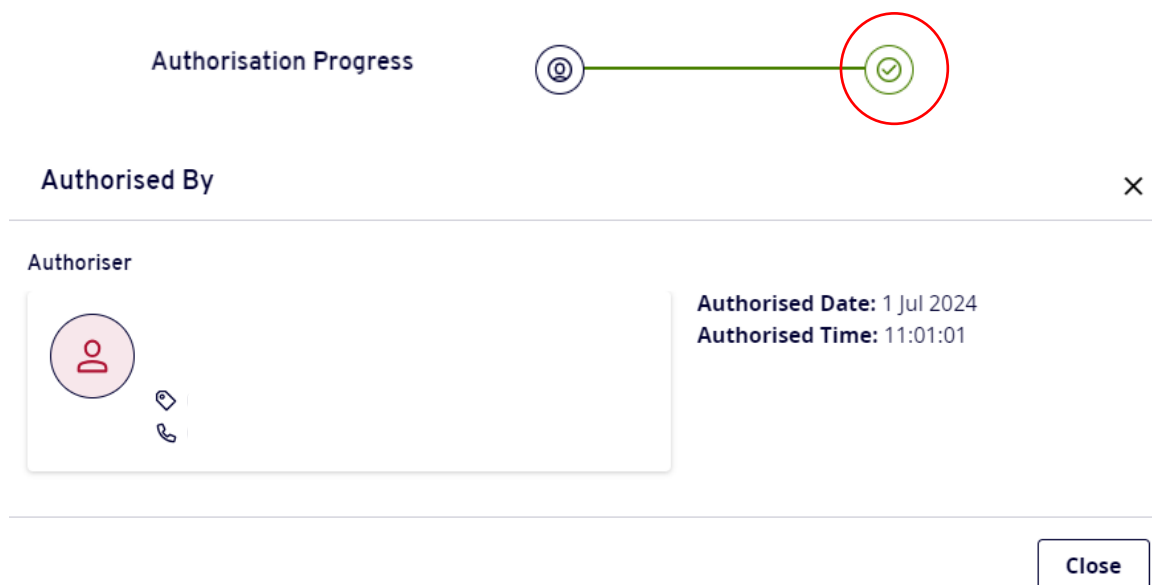 Authorisation Progress
Authorised By
Authoriser
Authorised Date: 1 Jul 2024
Authorised Time: 11:01:01
Close